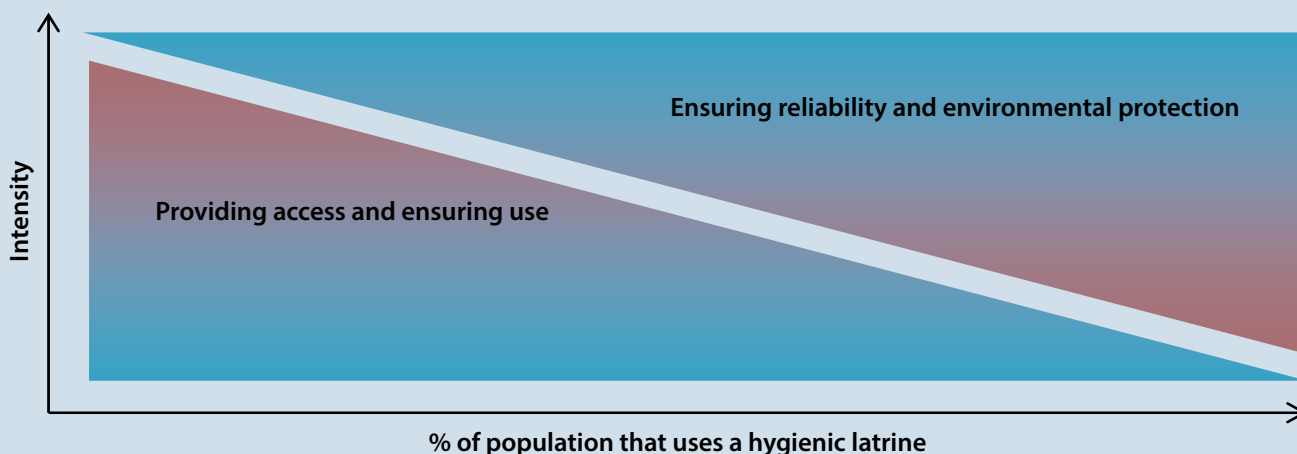 Ensuring reliability and environmental protection
Providing access and ensuring use
Intensity
% of population that uses a hygienic latrine